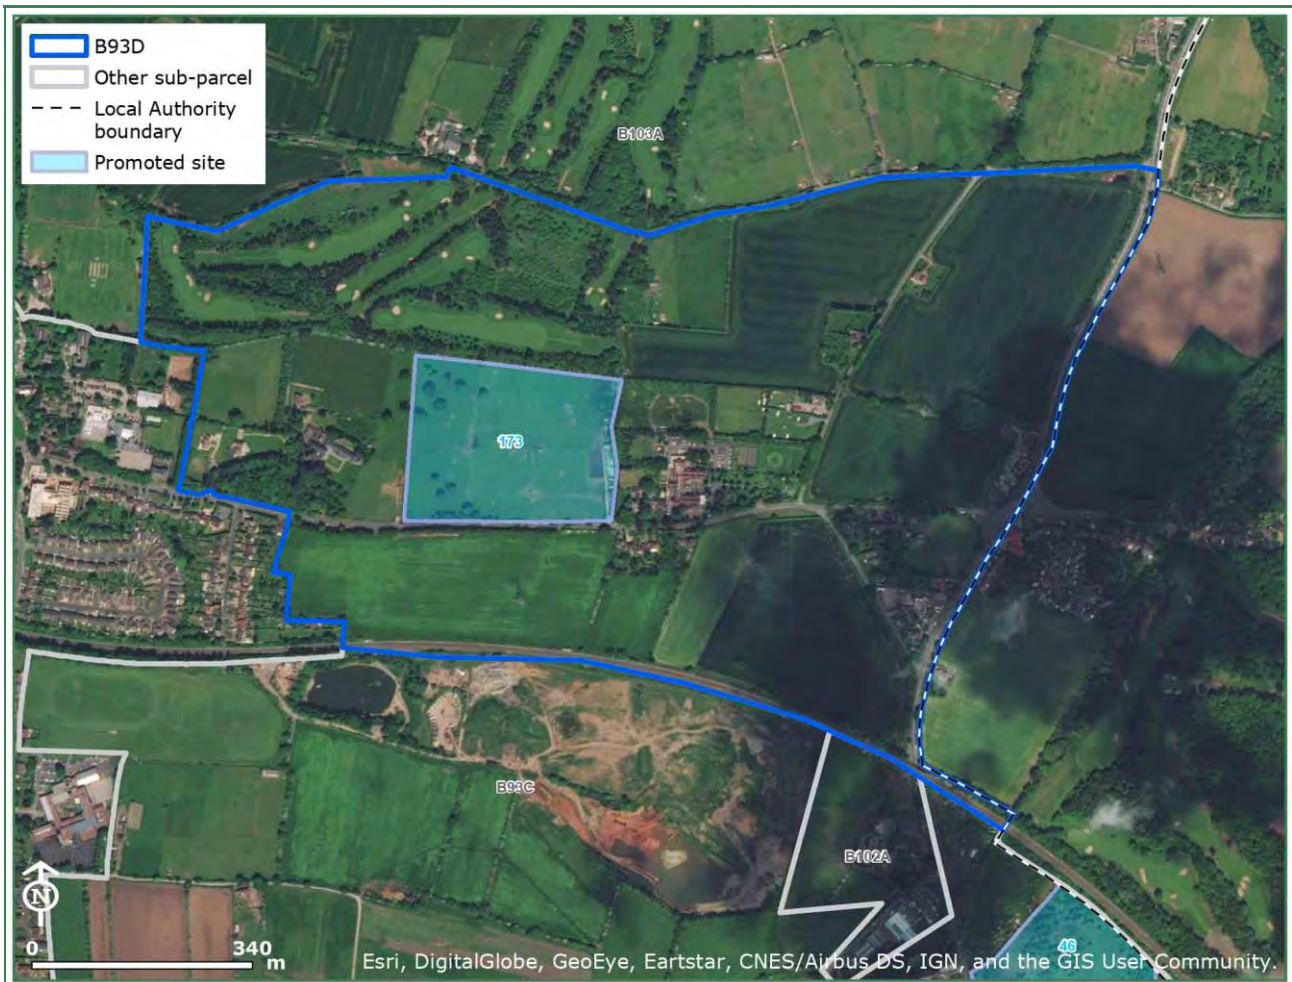 B93D
Other sub-parcel
Local Authority
boundary
Promoted site
B103A
173
B93C
B102A
46
N
0 340
m
Esri, DigitalGlobe, GeoEye, Eartstar, CNES/Airbus DS, IGN, and the GIS User Community.